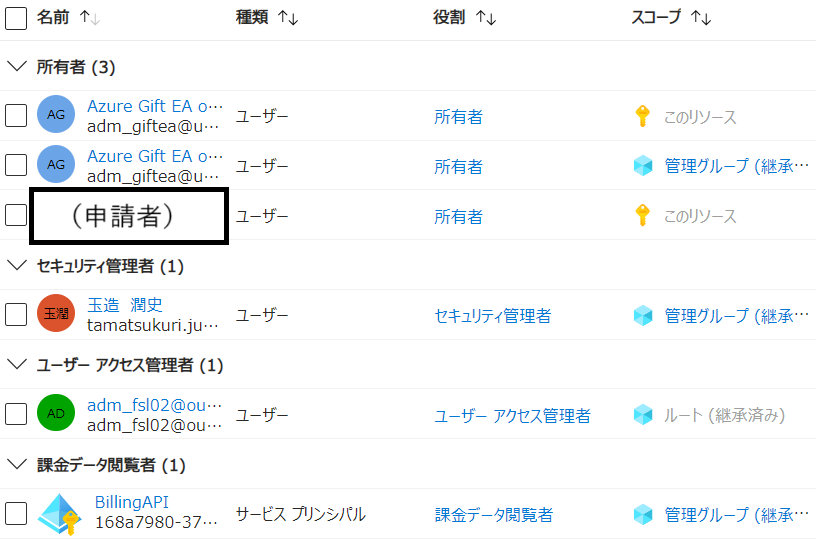 名前 ↑↓ 種類 ↑↓ 役割 ↑↓ スコープ ↑↓
所有者 (3)
AG Azure Gift EA o… ユーザー 所有者 このリソース
adm_giftea@u…
AG Azure Gift EA o… ユーザー 所有者 管理グループ (継承…
adm_giftea@u…
（申請者） ユーザー 所有者 このリソース
セキュリティ管理者 (1)
玉潤 玉造 潤史 ユーザー セキュリティ管理者 管理グループ (継承…
tamatsukuri.ju…
ユーザー アクセス管理者 (1)
AD adm_fsl02@ou… ユーザー ユーザー アクセス管理者 ルート (継承済み)
adm_fsl02@ou…
課金データ閲覧者 (1)
BillingAPI サービス プリンシパル 課金データ閲覧者 管理グループ (継承…
168a7980-37…